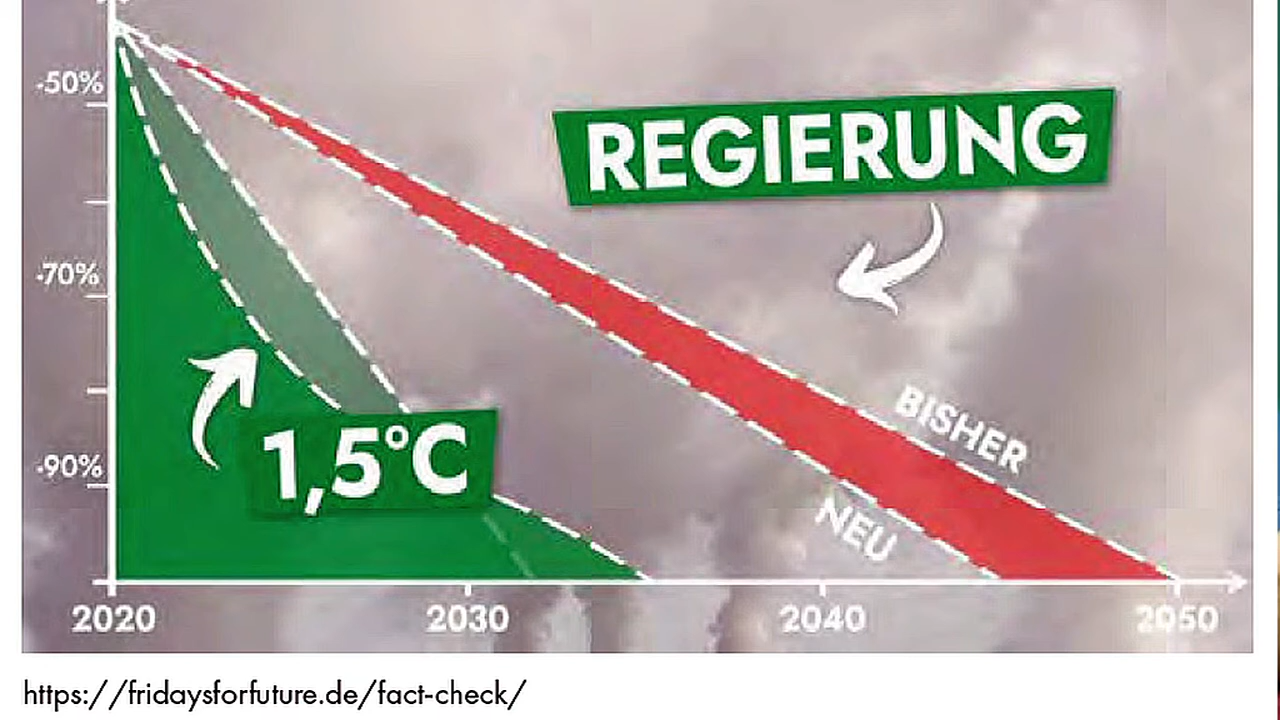 -50%
REGIERUNG
-70%
BISHER
1,5°C
-90%
NEU
2020 2030 2040 2050
https://fridaysforfuture.de/fact-check/